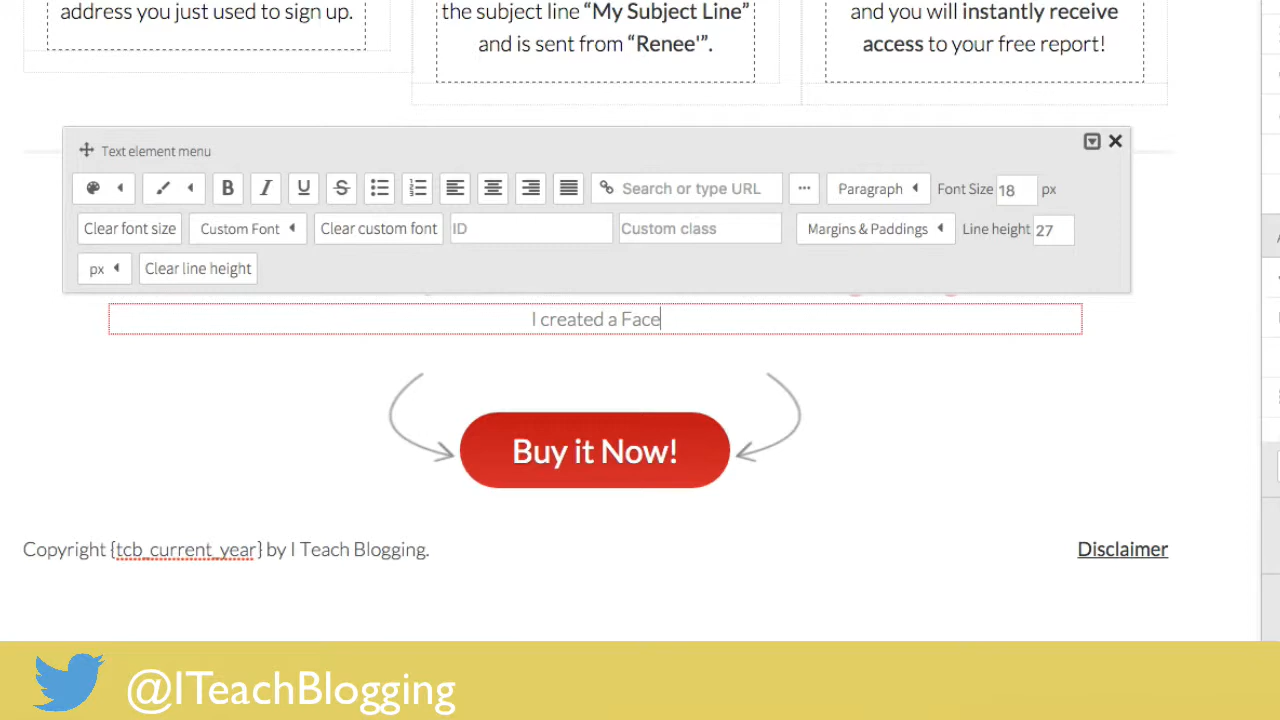 address you just used to sign up.
the subject line “My Subject Line”
and is sent from “Renee'”.
and you will instantly receive
access to your free report!
Text element menu
B I U S Search or type URL ... Paragraph Font Size 18 px
Clear font size Custom Font Clear custom font ID Custom class Margins & Paddings Line height 27
px Clear line height
I created a Face
Buy it Now!
Copyright {tcb_current_year} by I Teach Blogging. Disclaimer
@ITeachBlogging